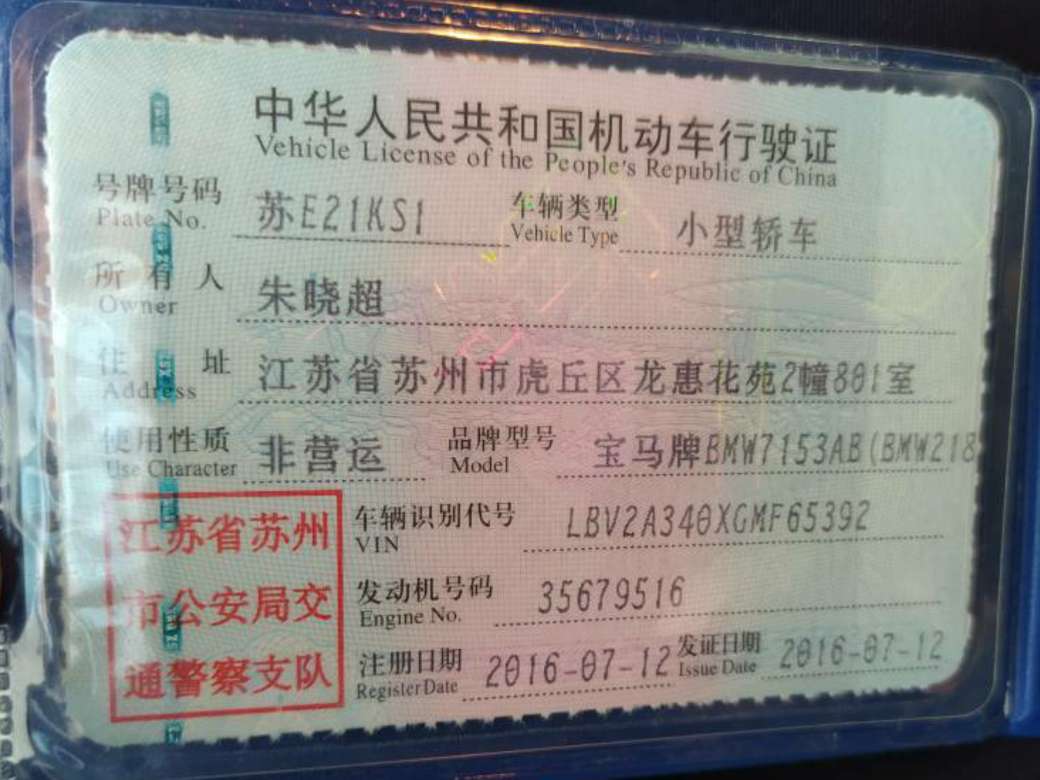 中华人民共和国机动车行驶证
Vehicle License of the People's Republic of China
号牌号码 苏E21KS1 车辆类型 小型轿车
Plate No. Vehicle Type
所有人 朱晓超
Owner
住址 江苏省苏州市虎丘区龙惠花苑2幢801室
Address
使用性质 非营运 品牌型号 宝马牌BMW7153AB(BMW218
Use Character Model
车辆识别代号 LBV2A340XGMF65392
VIN
发动机号码 35679516
Engine No.
注册日期 2016-07-12 发证日期 2016-07-12
Register Date Issue Date
江苏省苏州
市公安局交
通警察支队